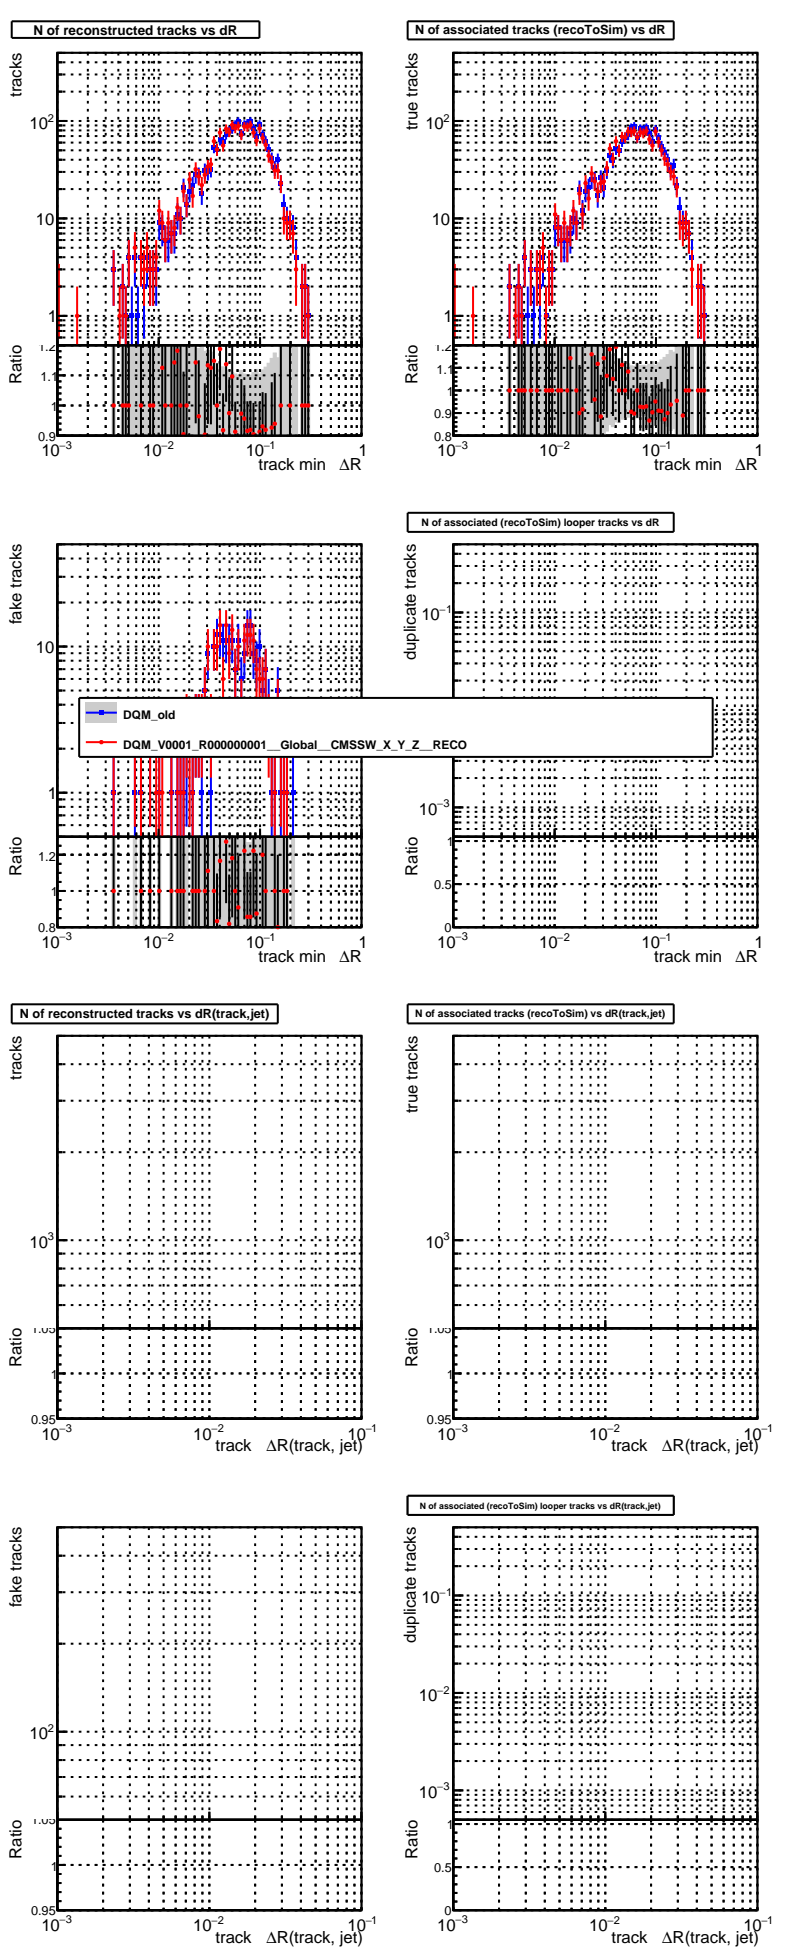 N of reconstructed tracks vs dR
tracks
10²
10
1
Ratio
1.2
1.1
1
0.9
10⁻³ 10⁻² 10⁻¹ 1
track min ΔR
N of associated tracks (recoToSim) vs dR
true tracks
10²
10
1
Ratio
1.2
1.1
1
0.9
0.8
10⁻³ 10⁻² 10⁻¹ 1
track min ΔR
fake tracks
10
1
Ratio
1.2
1
0.8
10⁻³ 10⁻² 10⁻¹ 1
track min ΔR
N of associated (recoToSim) looper tracks vs dR
duplicate tracks
10⁻¹
10⁻³
Ratio
1
0.5
0
10⁻³ 10⁻² 10⁻¹ 1
track min ΔR
DQM_old
DQM_V0001_R000000001__Global__CMSSW_X_Y_Z__RECO
N of reconstructed tracks vs dR(track,jet)
tracks
10³
Ratio
1.05
1
0.95
10⁻³ 10⁻² 10⁻¹
track ΔR(track, jet)
N of associated tracks (recoToSim) vs dR(track,jet)
true tracks
10³
Ratio
1.05
1
0.95
10⁻³ 10⁻² 10⁻¹
track ΔR(track, jet)
fake tracks
10²
Ratio
1.05
1
0.95
10⁻³ 10⁻² 10⁻¹
track ΔR(track, jet)
N of associated (recoToSim) looper tracks vs dR(track,jet)
duplicate tracks
10⁻¹
10⁻²
10⁻³
Ratio
1
0.5
0
10⁻³ 10⁻² 10⁻¹
track ΔR(track, jet)